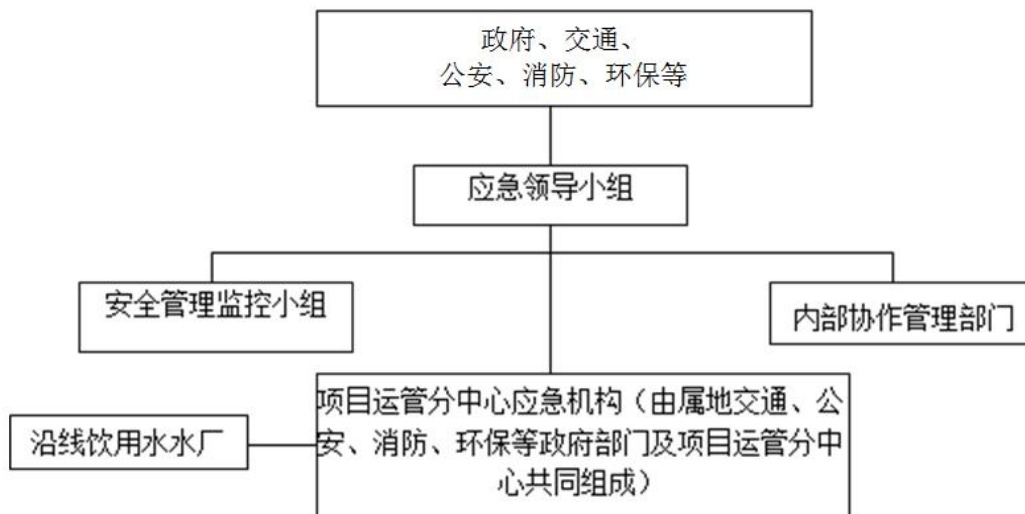 政府、交通、
公安、消防、环保等
应急领导小组
安全管理监控小组
内部协作管理部门
项目运管分中心应急机构（由属地交通、公
安、消防、环保等政府部门及项目运管分中
心共同组成）
沿线饮用水水厂